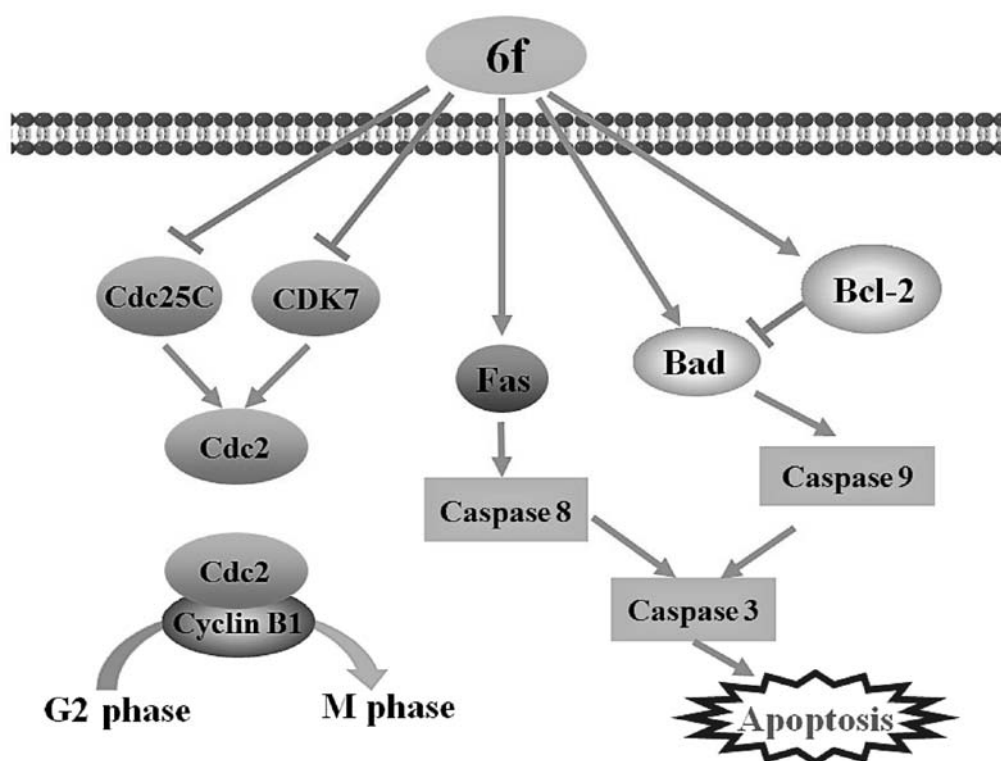 6f
Cdc25C
CDK7
Bcl-2
Bad
Fas
Cdc2
Caspase 9
Caspase 8
Cdc2
Caspase 3
Cyclin B1
G2 phase
M phase
Apoptosis